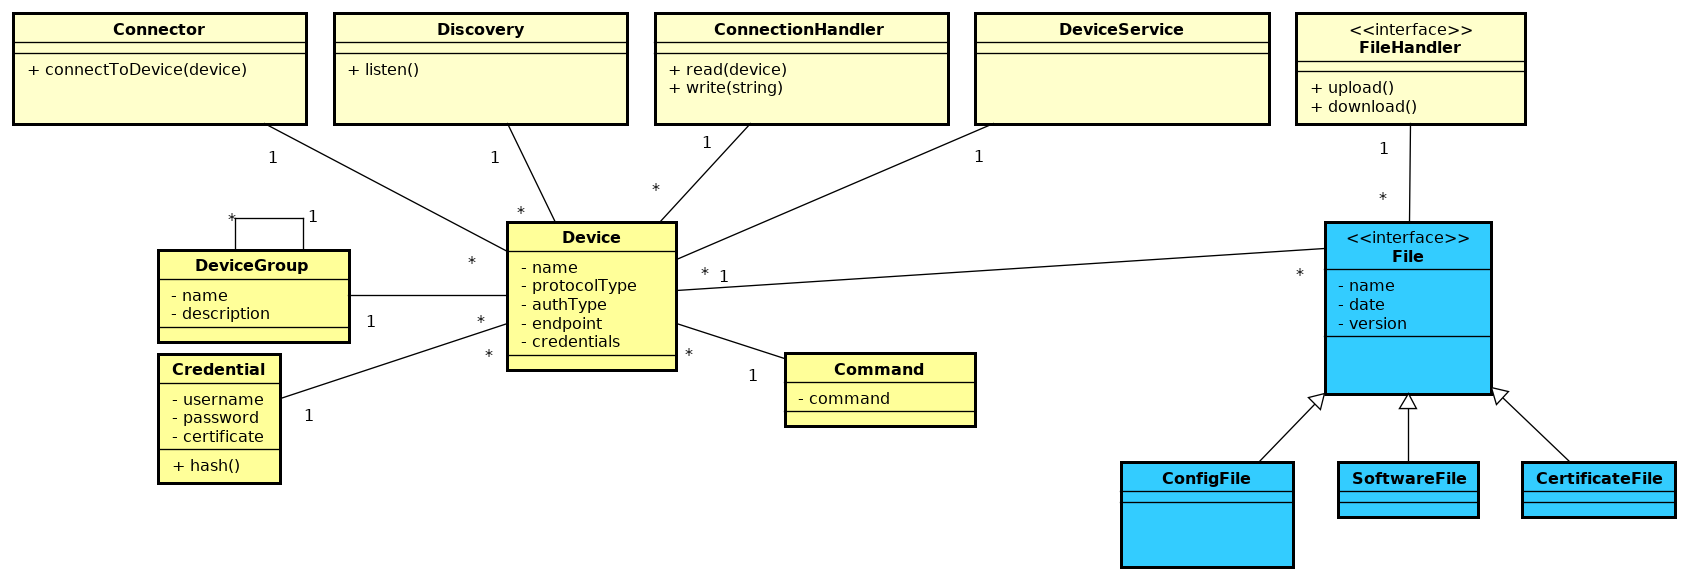 Connector
+ connectToDevice(device)
Discovery
+ listen()
ConnectionHandler
+ read(device)
+ write(string)
DeviceService
<<interface>>
FileHandler
+ upload()
+ download()
1
1
1
1
1
*
*
*
*
*
1
*
1
*
DeviceGroup
- name
- description
1
*
Device
- name
- protocolType
- authType
- endpoint
- credentials
<<interface>>
File
- name
- date
- version
Credential
- username
- password
- certificate
+ hash()
*
1
*
1
Command
- command
ConfigFile
SoftwareFile
CertificateFile